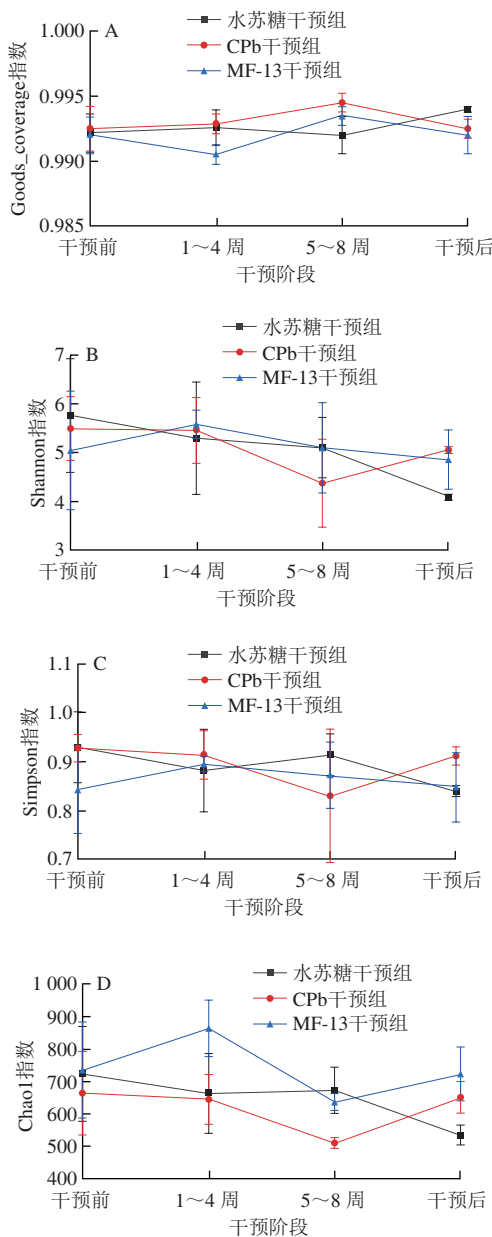 A
水苏糖干预组
CPb干预组
MF-13干预组
Goods_coverage指数
1.000
0.995
0.990
0.985
干预前
1～4 周
5～8 周
干预后
干预阶段
B
水苏糖干预组
CPb干预组
MF-13干预组
Shannon指数
7
6
5
4
3
干预前
1～4 周
5～8 周
干预后
干预阶段
C
水苏糖干预组
CPb干预组
MF-13干预组
Simpson指数
1.1
1.0
0.9
0.8
0.7
干预前
1～4 周
5～8 周
干预后
干预阶段
D
水苏糖干预组
CPb干预组
MF-13干预组
Chao1指数
1 000
900
800
700
600
500
400
干预前
1～4 周
5～8 周
干预后
干预阶段